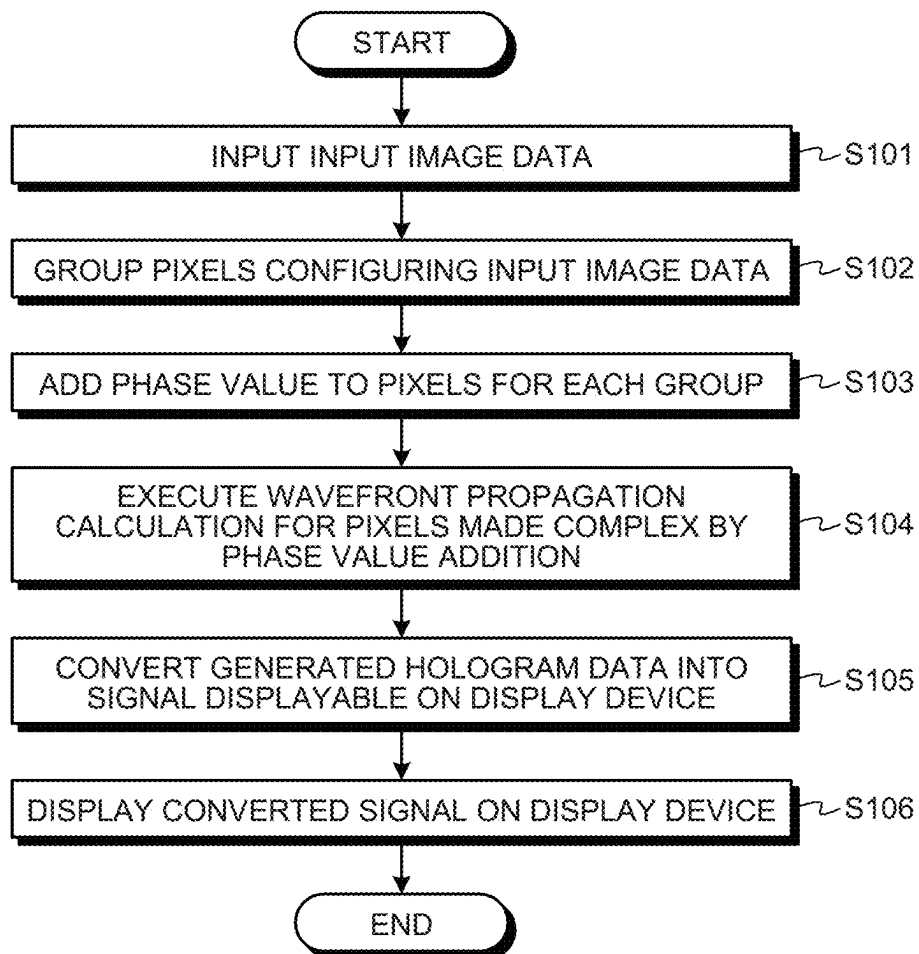 START
INPUT INPUT IMAGE DATA
S101
GROUP PIXELS CONFIGURING INPUT IMAGE DATA
S102
ADD PHASE VALUE TO PIXELS FOR EACH GROUP
S103
EXECUTE WAVEFRONT PROPAGATION
CALCULATION FOR PIXELS MADE COMPLEX BY
PHASE VALUE ADDITION
S104
CONVERT GENERATED HOLOGRAM DATA INTO
SIGNAL DISPLAYABLE ON DISPLAY DEVICE
S105
DISPLAY CONVERTED SIGNAL ON DISPLAY DEVICE
S106
END